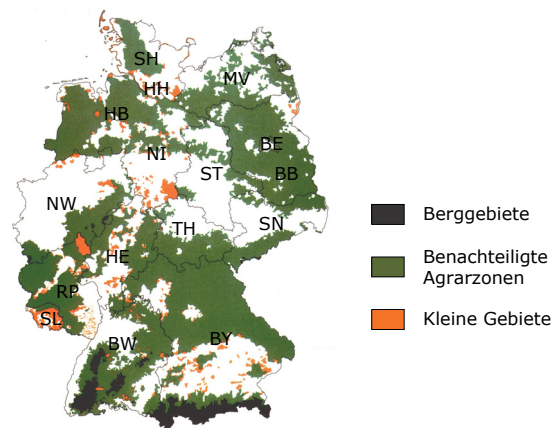 SH
MV
HH
HB
BE
NI
ST
BB
NW
SN
TH
HE
RP
SL
BW
BY
Berggebiete
Benachteiligte
Agrarzonen
Kleine Gebiete